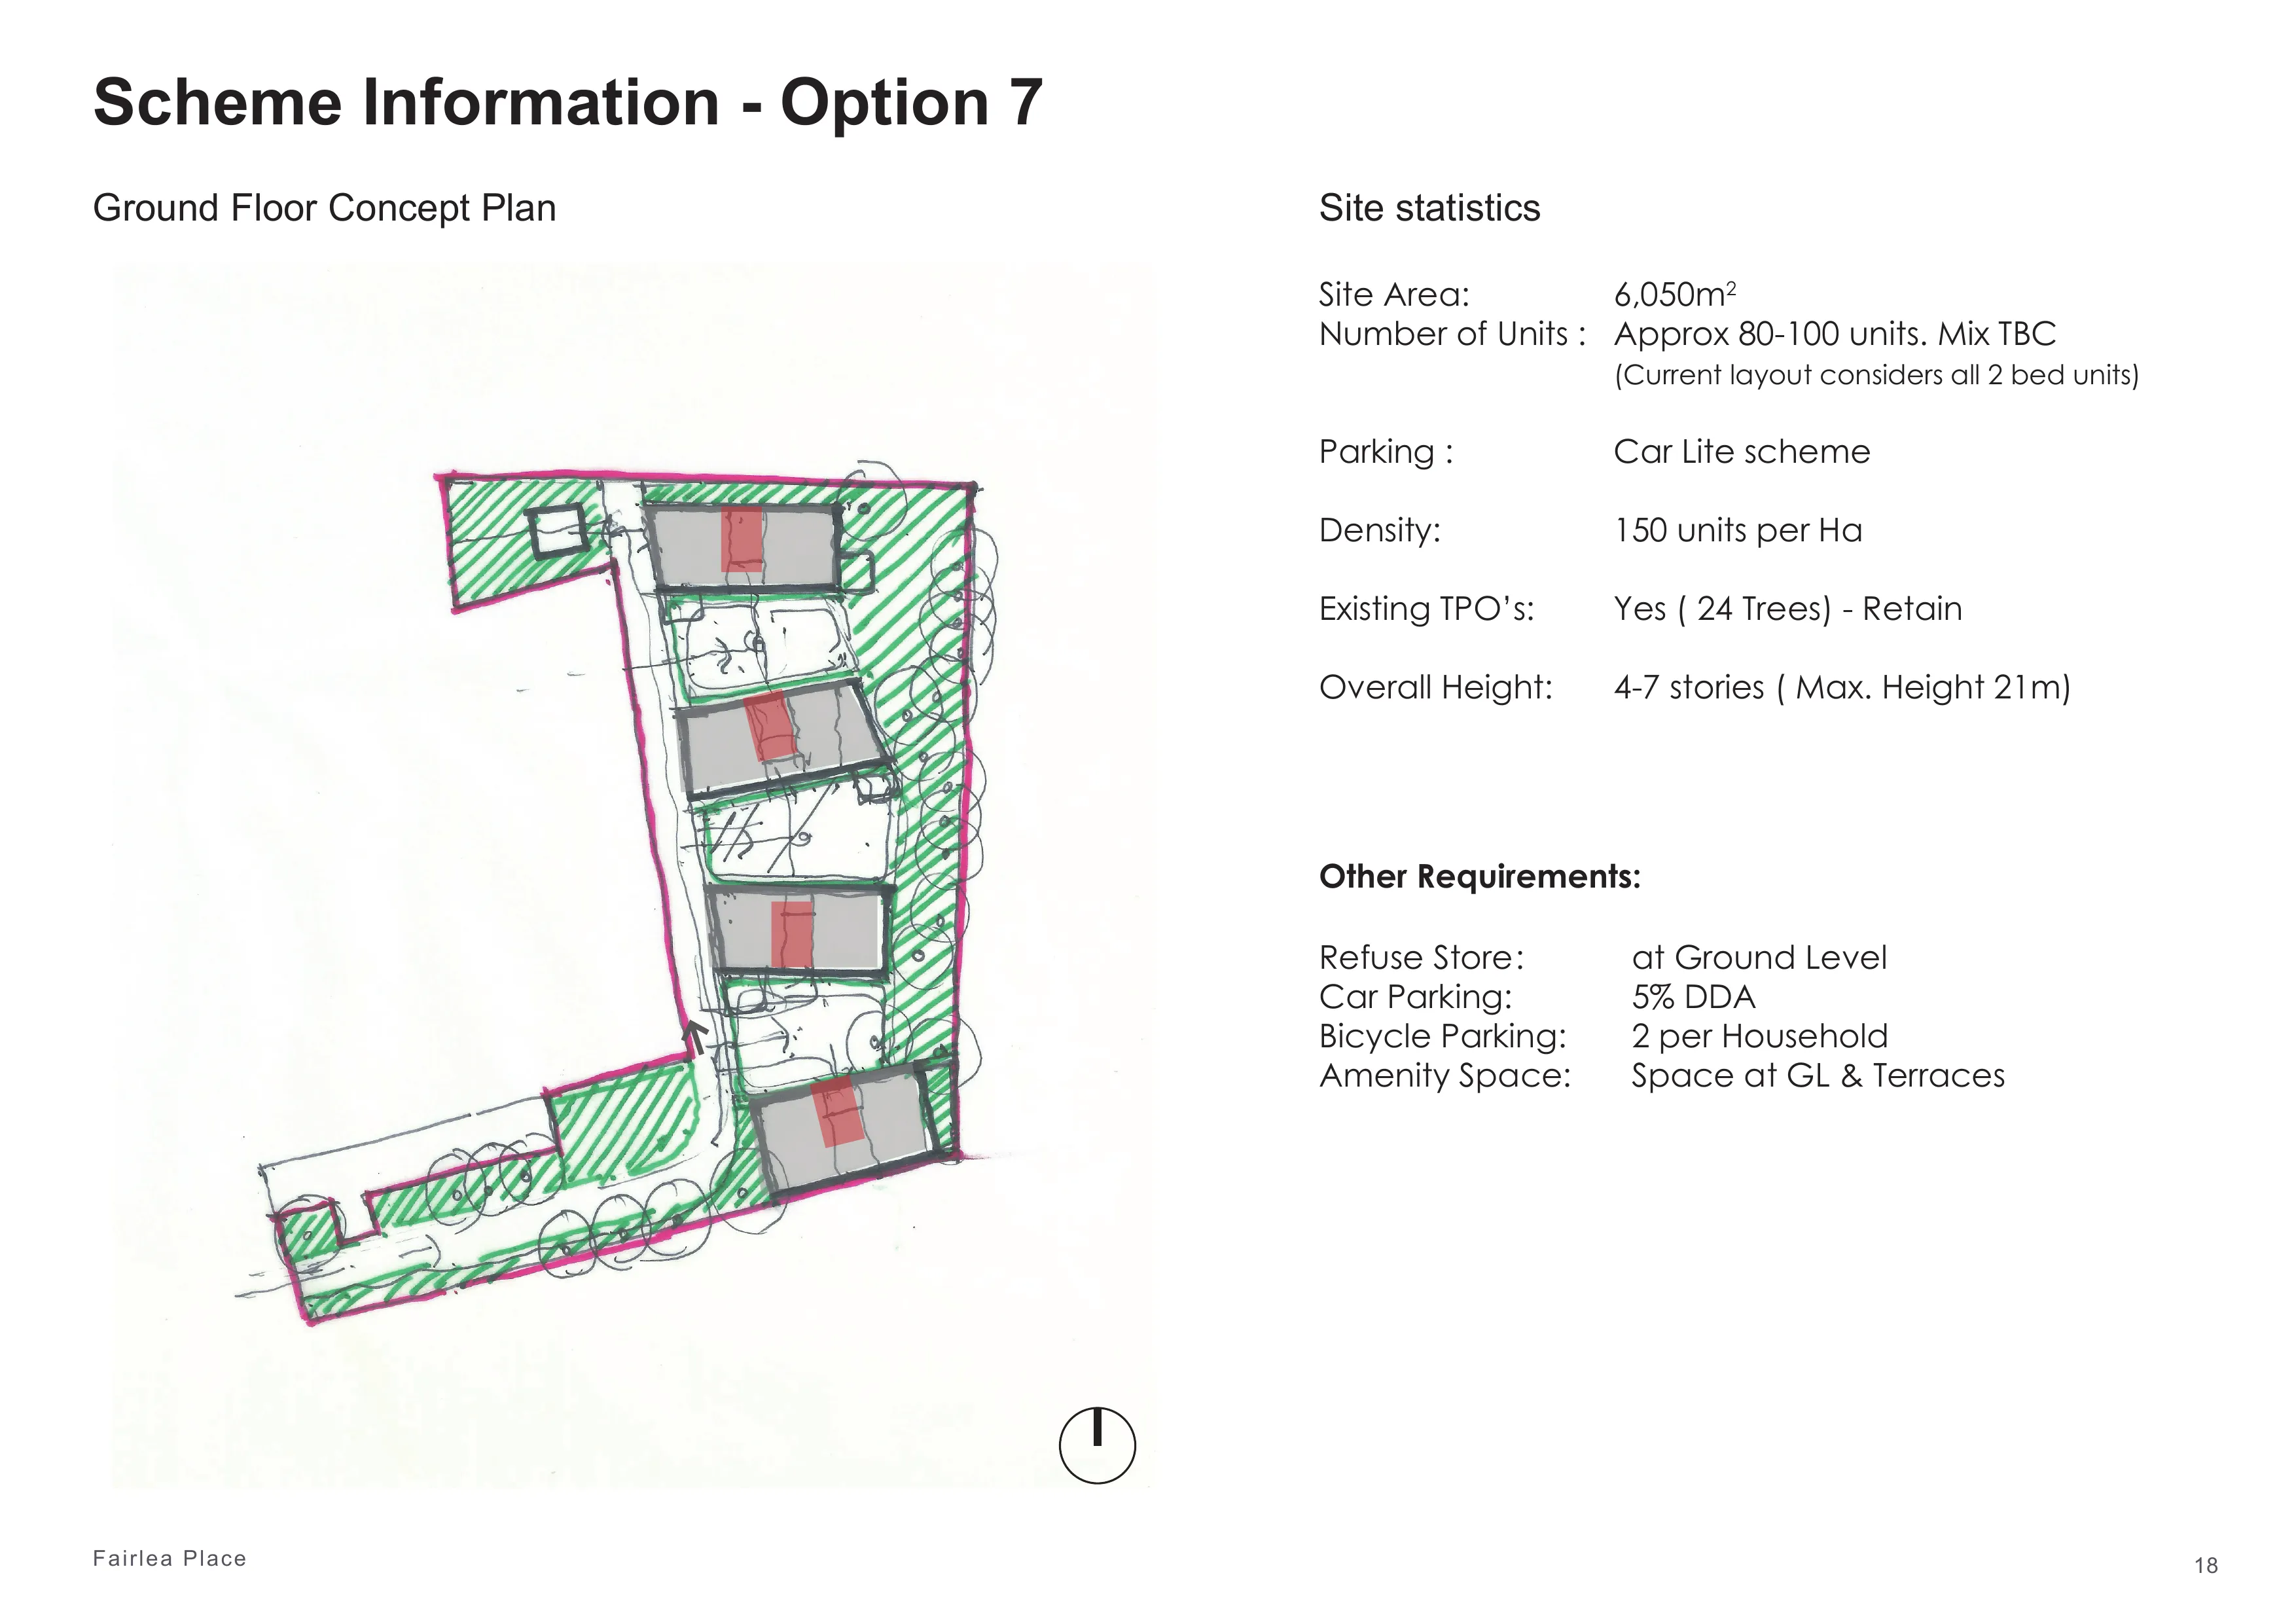 Scheme Information - Option 7
Ground Floor Concept Plan
Site statistics
Site Area: 6,050m²
Number of Units : Approx 80-100 units. Mix TBC
(Current layout considers all 2 bed units)
Parking : Car Lite scheme
Density: 150 units per Ha
Existing TPO’s: Yes ( 24 Trees) - Retain
Overall Height: 4-7 stories ( Max. Height 21m)
Other Requirements:
Refuse Store: at Ground Level
Car Parking: 5% DDA
Bicycle Parking: 2 per Household
Amenity Space: Space at GL & Terraces
Fairlea Place
18